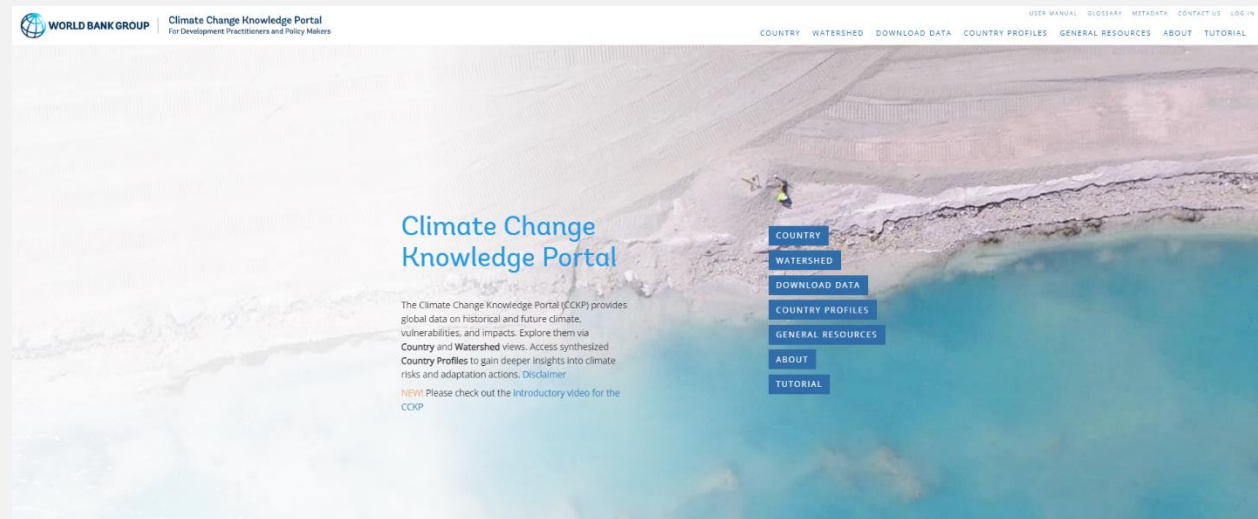 USER MANUAL GLOSSARY METADATA CONTACT US LOG IN
WORLD BANK GROUP
Climate Change Knowledge Portal
For Development Practitioners and Policy Makers
COUNTRY WATERSHED DOWNLOAD DATA COUNTRY PROFILES GENERAL RESOURCES ABOUT TUTORIAL
Climate Change
Knowledge Portal
The Climate Change Knowledge Portal (CCKP) provides
global data on historical and future climate,
vulnerabilities, and impacts. Explore them via
Country and Watershed views. Access synthesized
Country Profiles to gain deeper insights into climate
risks and adaptation actions. Disclaimer
NEW! Please check out the introductory video for the
CCKP
COUNTRY
WATERSHED
DOWNLOAD DATA
COUNTRY PROFILES
GENERAL RESOURCES
ABOUT
TUTORIAL